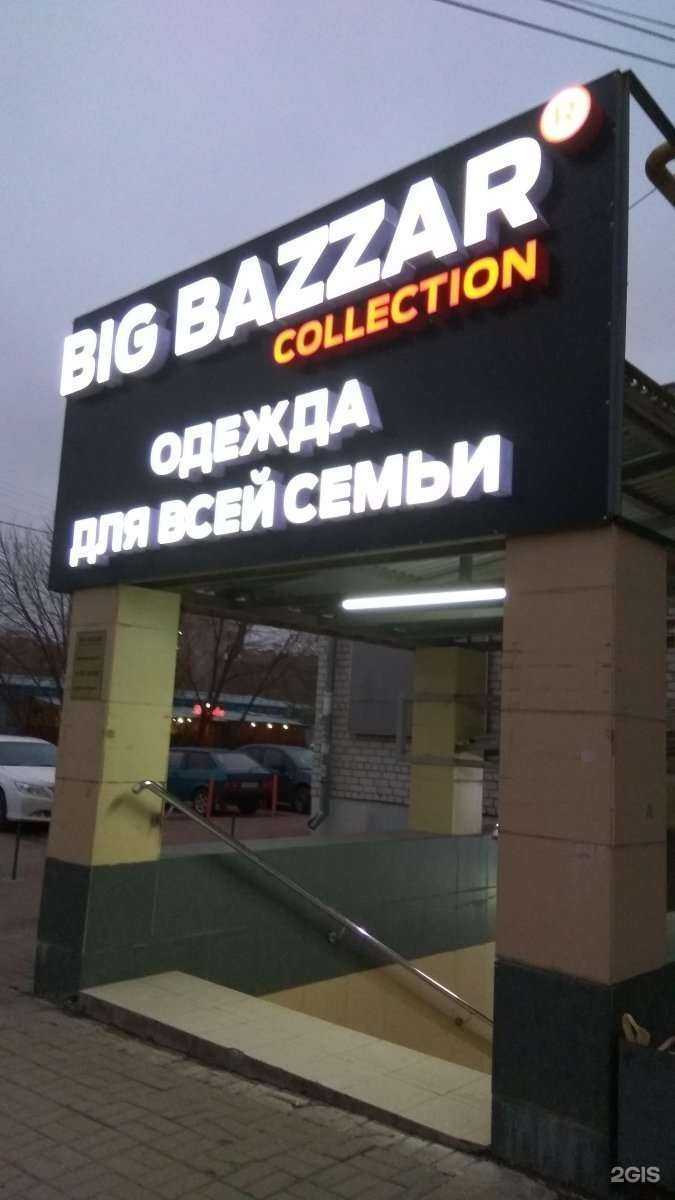 BIG BAZZAR
COLLECTION
ОДЕЖДА
ДЛЯ ВСЕЙ СЕМЬИ
2GIS